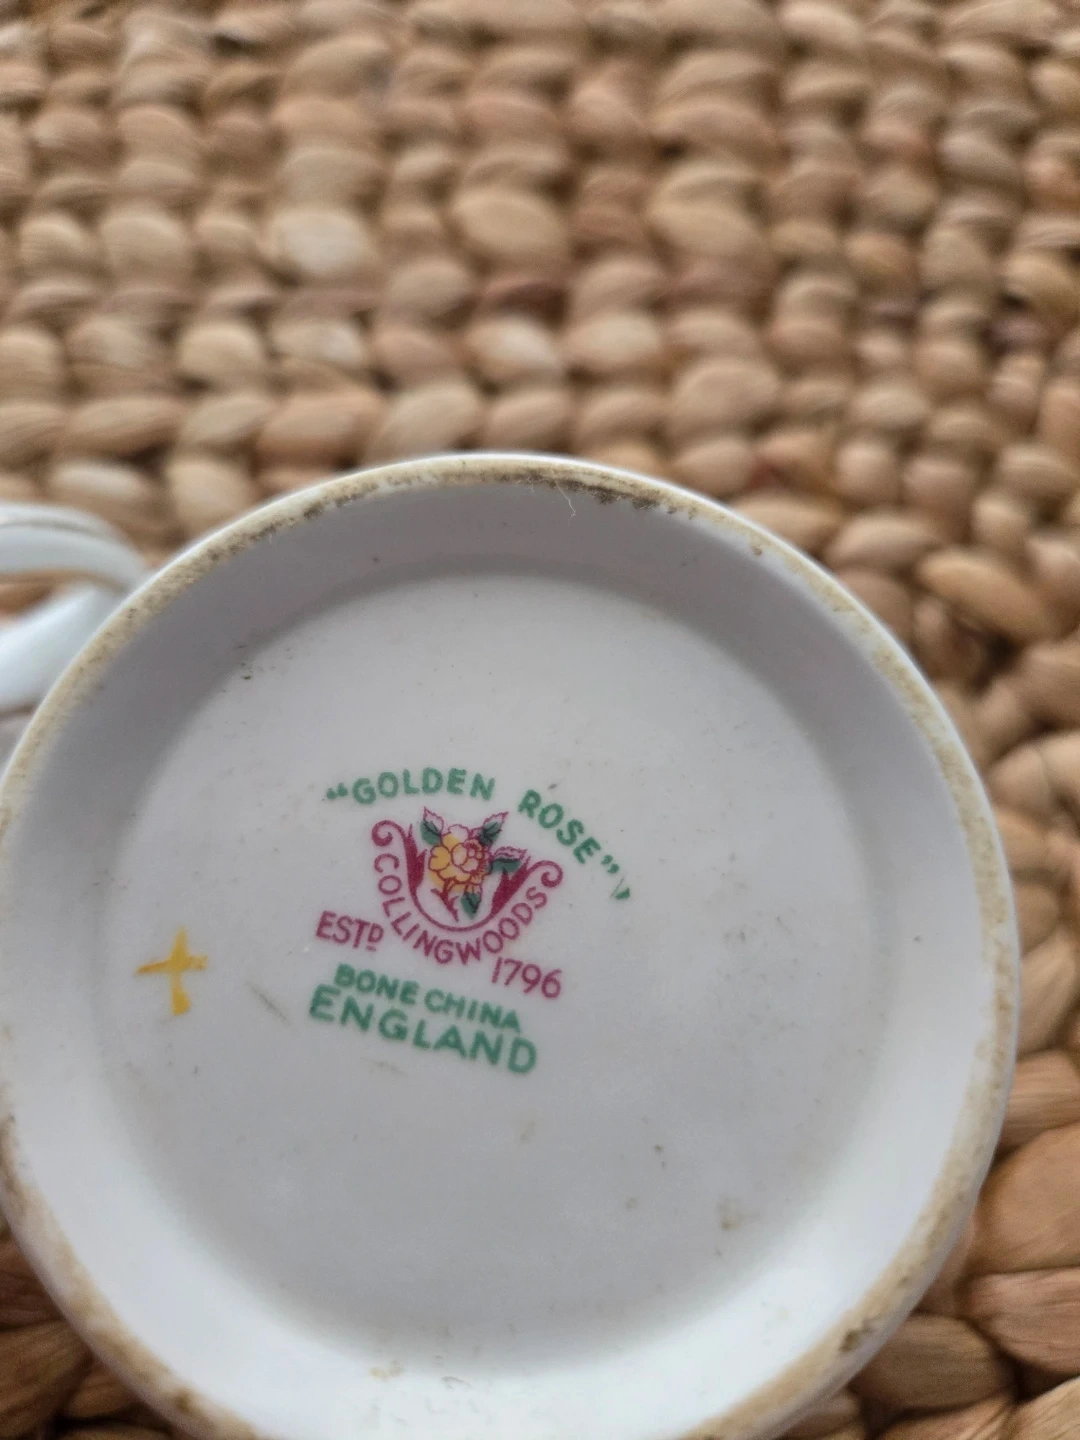 "GOLDEN ROSE"
COLLINGWOODS
ESTD 1796
BONE CHINA
ENGLAND